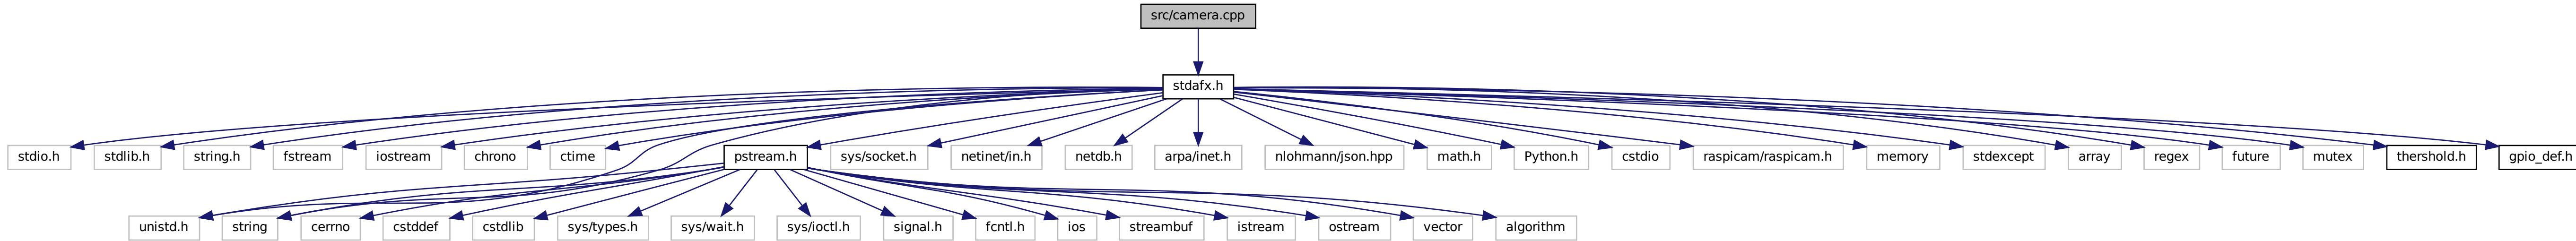 src/camera.cpp
stdafx.h
stdio.h
stdlib.h
string.h
fstream
iostream
chrono
ctime
pstream.h
sys/socket.h
netinet/in.h
netdb.h
arpa/inet.h
nlohmann/json.hpp
math.h
Python.h
cstdio
raspicam/raspicam.h
memory
stdexcept
array
regex
future
mutex
thershold.h
gpio_def.h
unistd.h
string
cerrno
cstddef
cstdlib
sys/types.h
sys/wait.h
sys/ioctl.h
signal.h
fcntl.h
ios
streambuf
istream
ostream
vector
algorithm